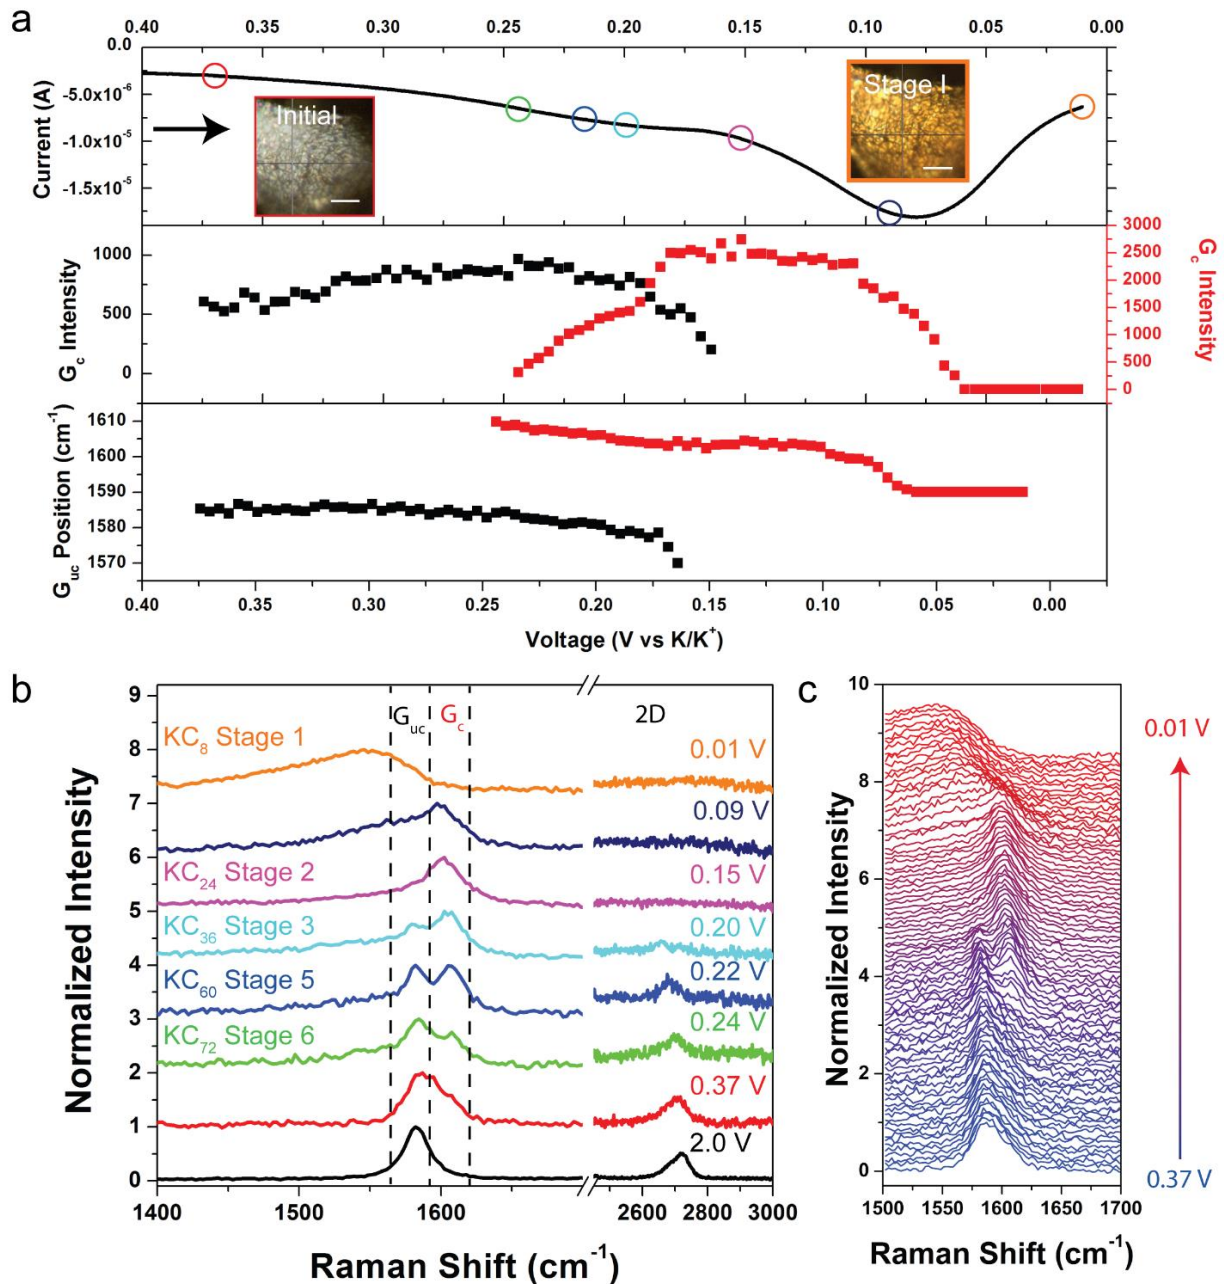 a
0.40 0.35 0.30 0.25 0.20 0.15 0.10 0.05 0.00
0.0
-5.0x10⁻⁶
-1.0x10⁻⁵
-1.5x10⁻⁵
Current (A)
Initial
Stage I
1000
500
0
G_c Intensity
3000
2500
2000
1500
1000
500
0
G_c Intensity
1610
1600
1590
1580
1570
G_uc Position (cm⁻¹)
0.40 0.35 0.30 0.25 0.20 0.15 0.10 0.05 0.00
Voltage (V vs K/K⁺)
b
9
8
7
6
5
4
3
2
1
0
Normalized Intensity
G_uc G_c 2D
KC₈ Stage 1 0.01 V
0.09 V
KC₂₄ Stage 2 0.15 V
KC₃₆ Stage 3 0.20 V
KC₆₀ Stage 5 0.22 V
KC₇₂ Stage 6 0.24 V
0.37 V
2.0 V
1400 1500 1600 2600 2800 3000
Raman Shift (cm⁻¹)
c
10
8
6
4
2
0
Normalized Intensity
0.01 V
0.37 V
1500 1550 1600 1650 1700
Raman Shift (cm⁻¹)